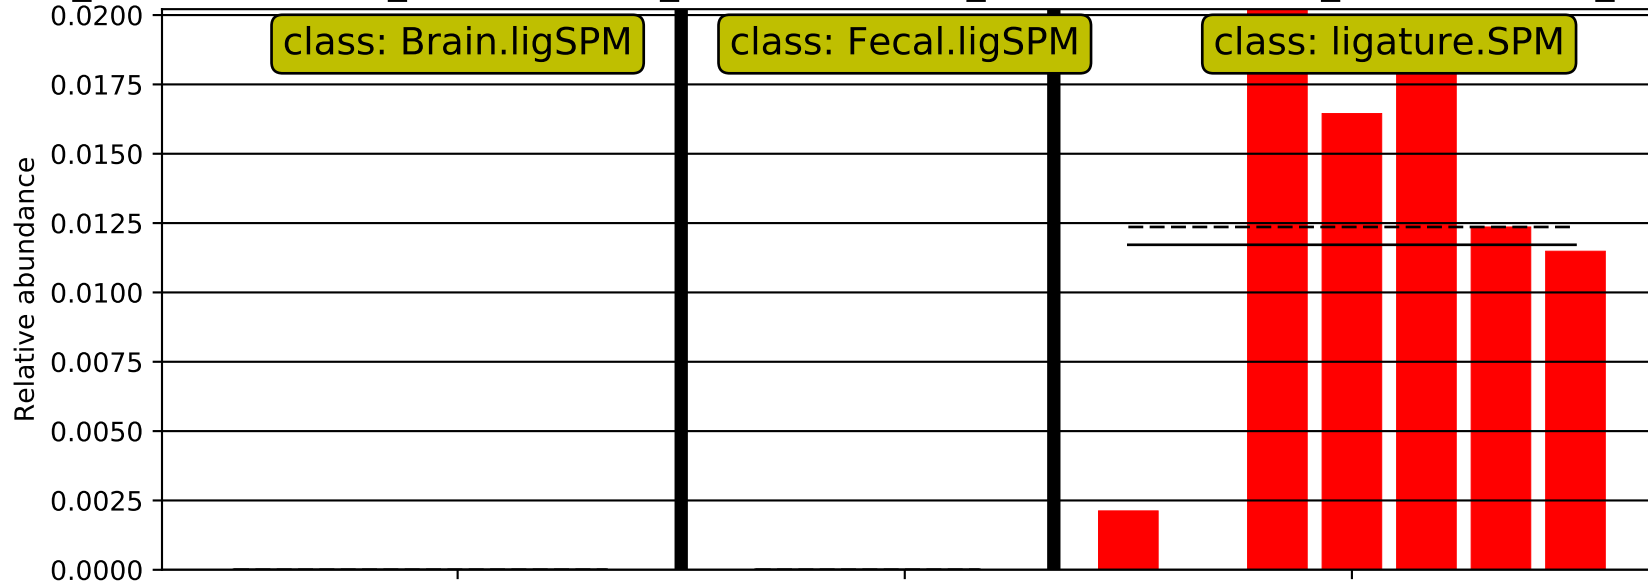 0.0200
class: Brain.ligSPM
class: Fecal.ligSPM
class: ligature.SPM
0.0175
0.0150
0.0125
0.0100
0.0075
0.0050
0.0025
0.0000
Relative abundance